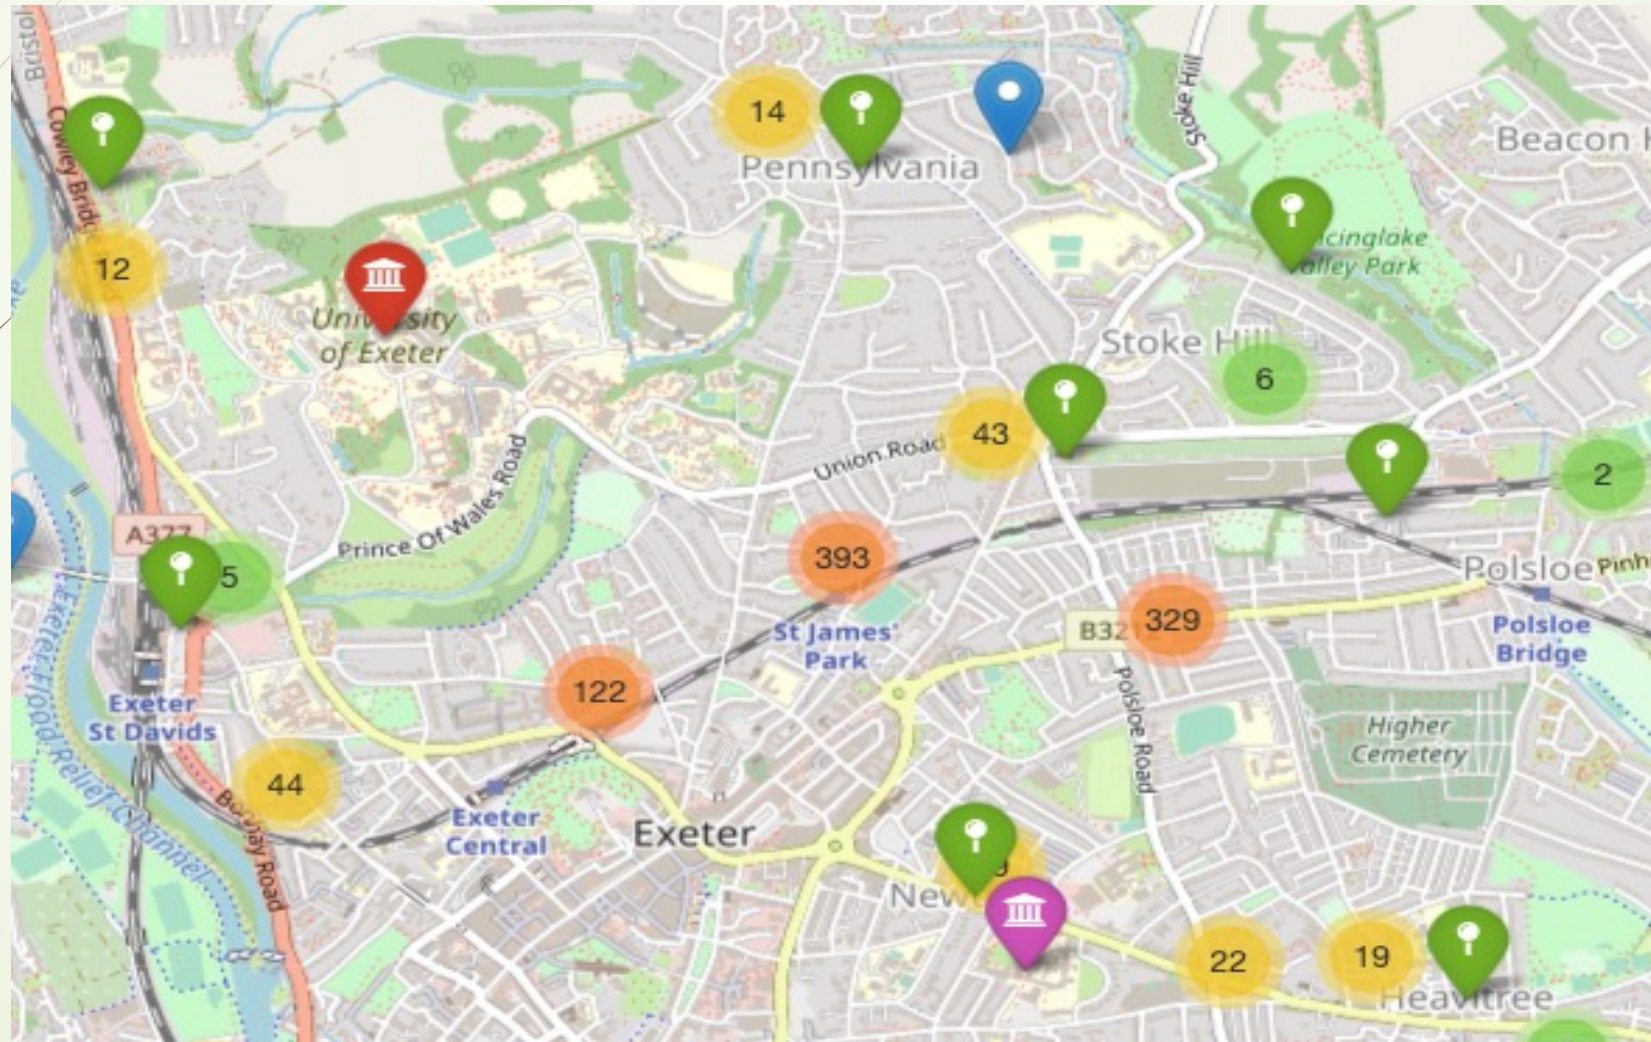 Bristol
Cowley Bridge
14
Pennsylvania
Stoke Hill
Beacon
12
University
of Exeter
Valley Park
Stoke Hill
6
43
Union Road
2
Prince Of Wales Road
A377
5
393
St James'
Park
B321
329
Polsloe
Polsloe
Bridge
122
Exeter
St Davids
Exeter Flood Relief Channel
44
Bonhay Road
Exeter
Central
Exeter
Polsloe Road
Higher
Cemetery
22
19
Heavitree